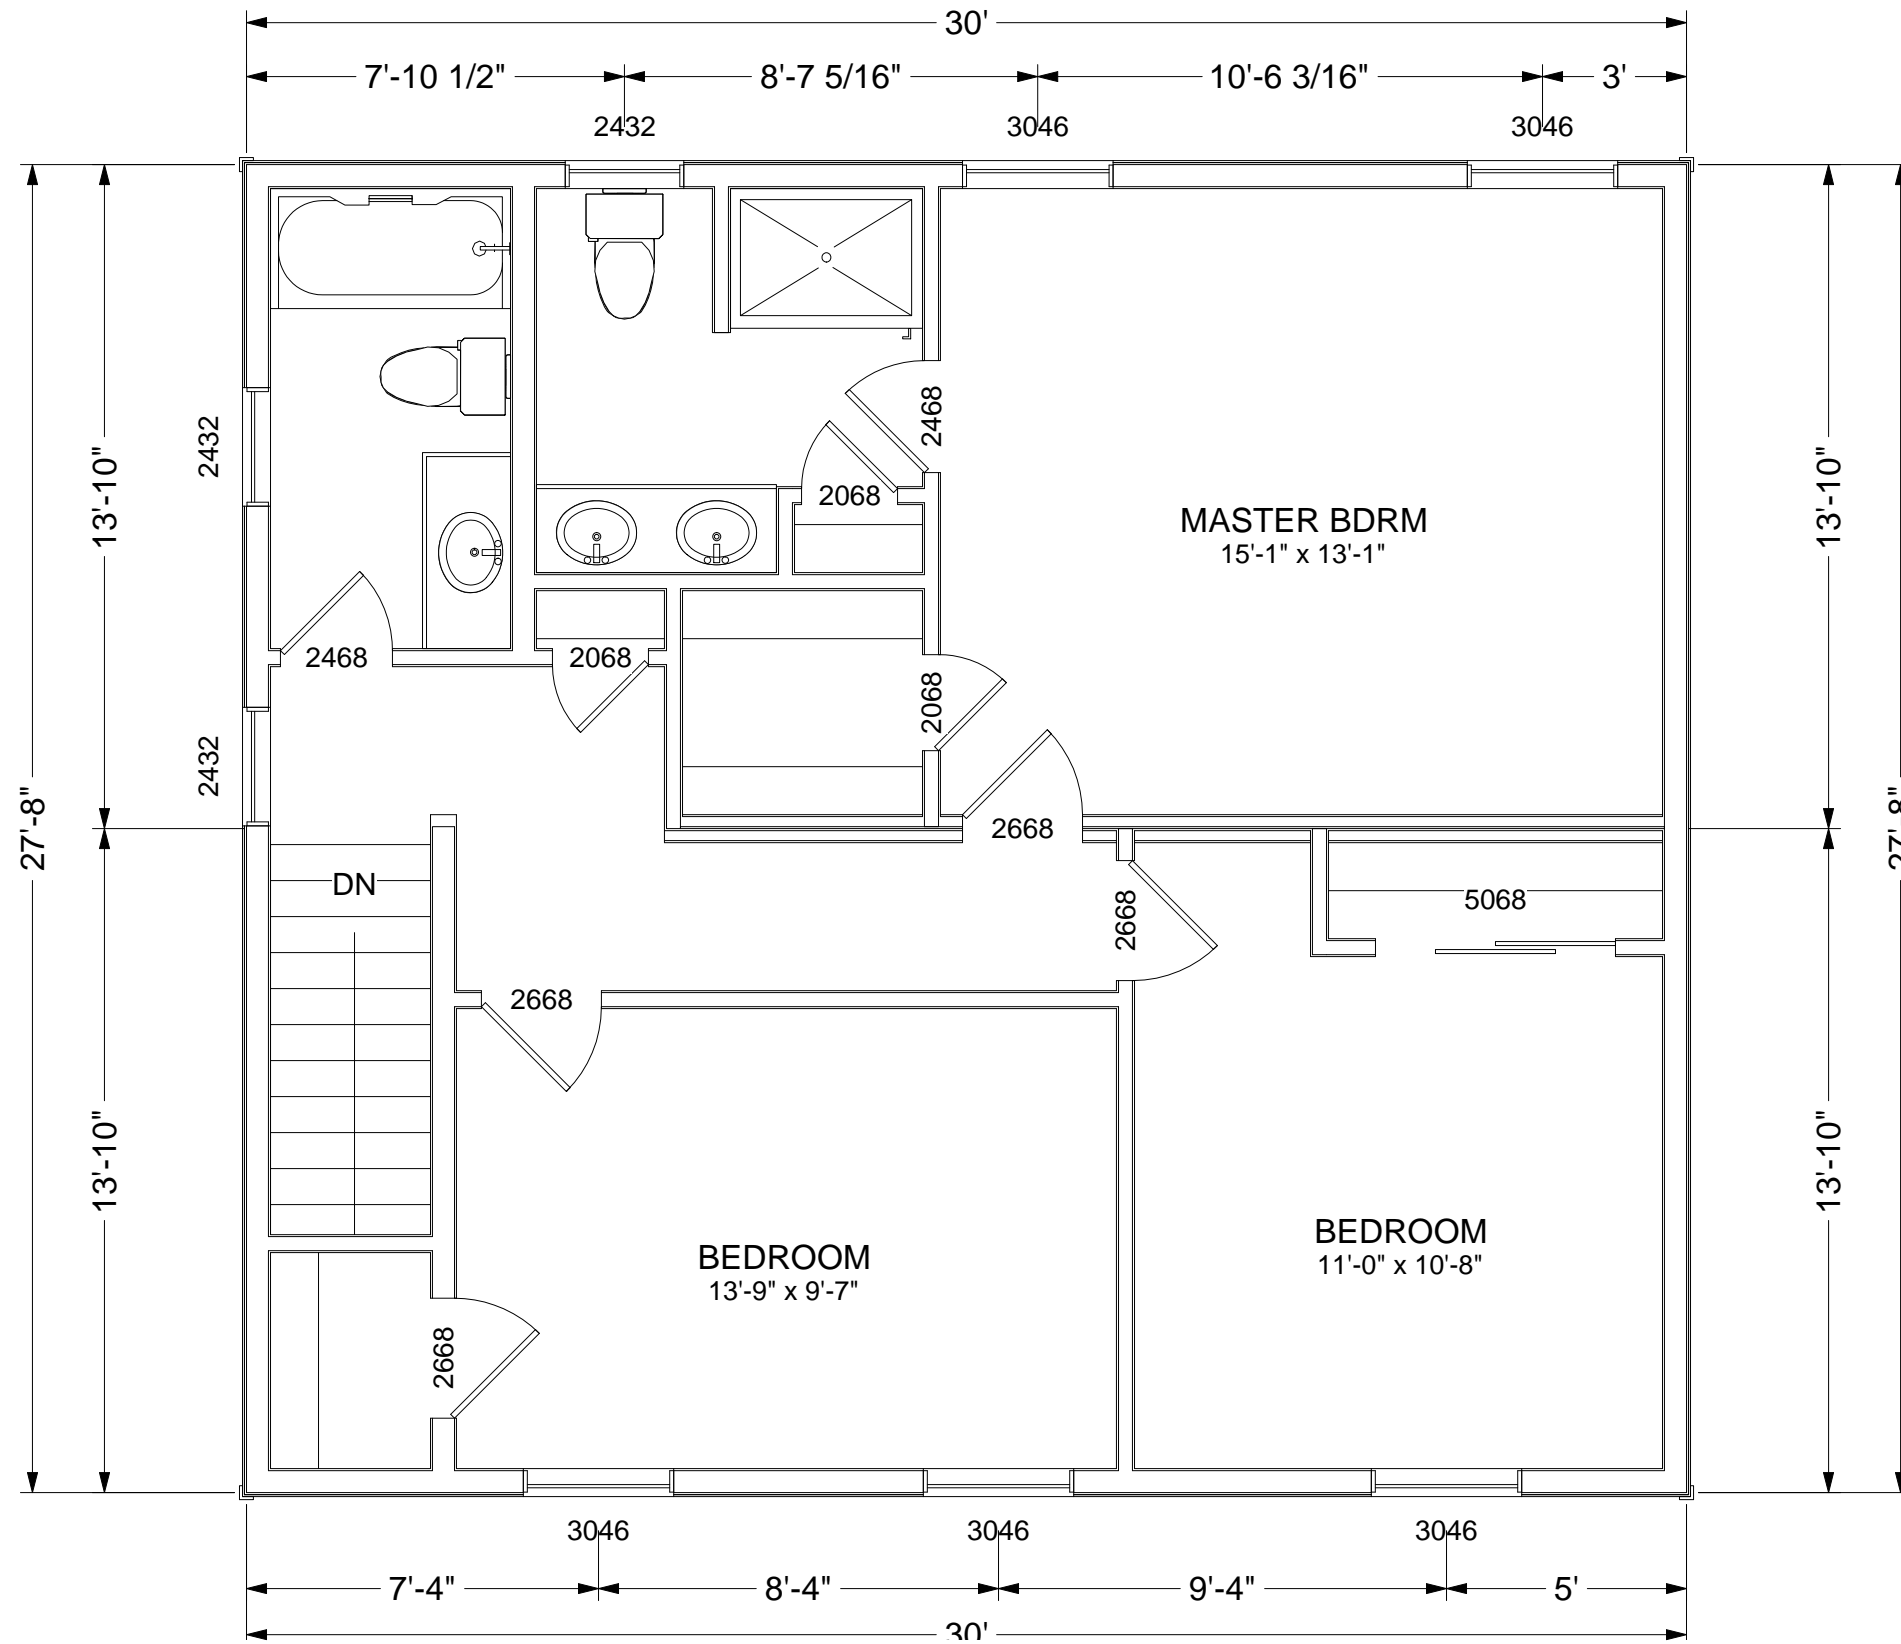 30'
7'-10 1/2" 8'-7 5/16" 10'-6 3/16" 3'
2432 3046 3046
2468
2432
13'-10"
13'-10"
2068
MASTER BDRM
15'-1" x 13'-1"
2468 2068
2068
2432
27'-8"
27'-8"
2668
DN
5068
2668
2668
13'-10"
13'-10"
BEDROOM
11'-0" x 10'-8"
BEDROOM
13'-9" x 9'-7"
2668
3046 3046 3046
7'-4" 8'-4" 9'-4" 5'
30'